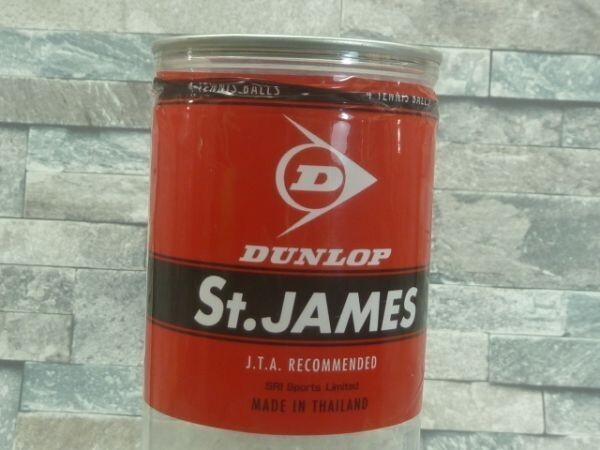 4 TENNIS BALLS 4 TENNIS BALLS
D
DUNLOP
St.JAMES
J.T.A. RECOMMENDED
SRI Sports Limited
MADE IN THAILAND